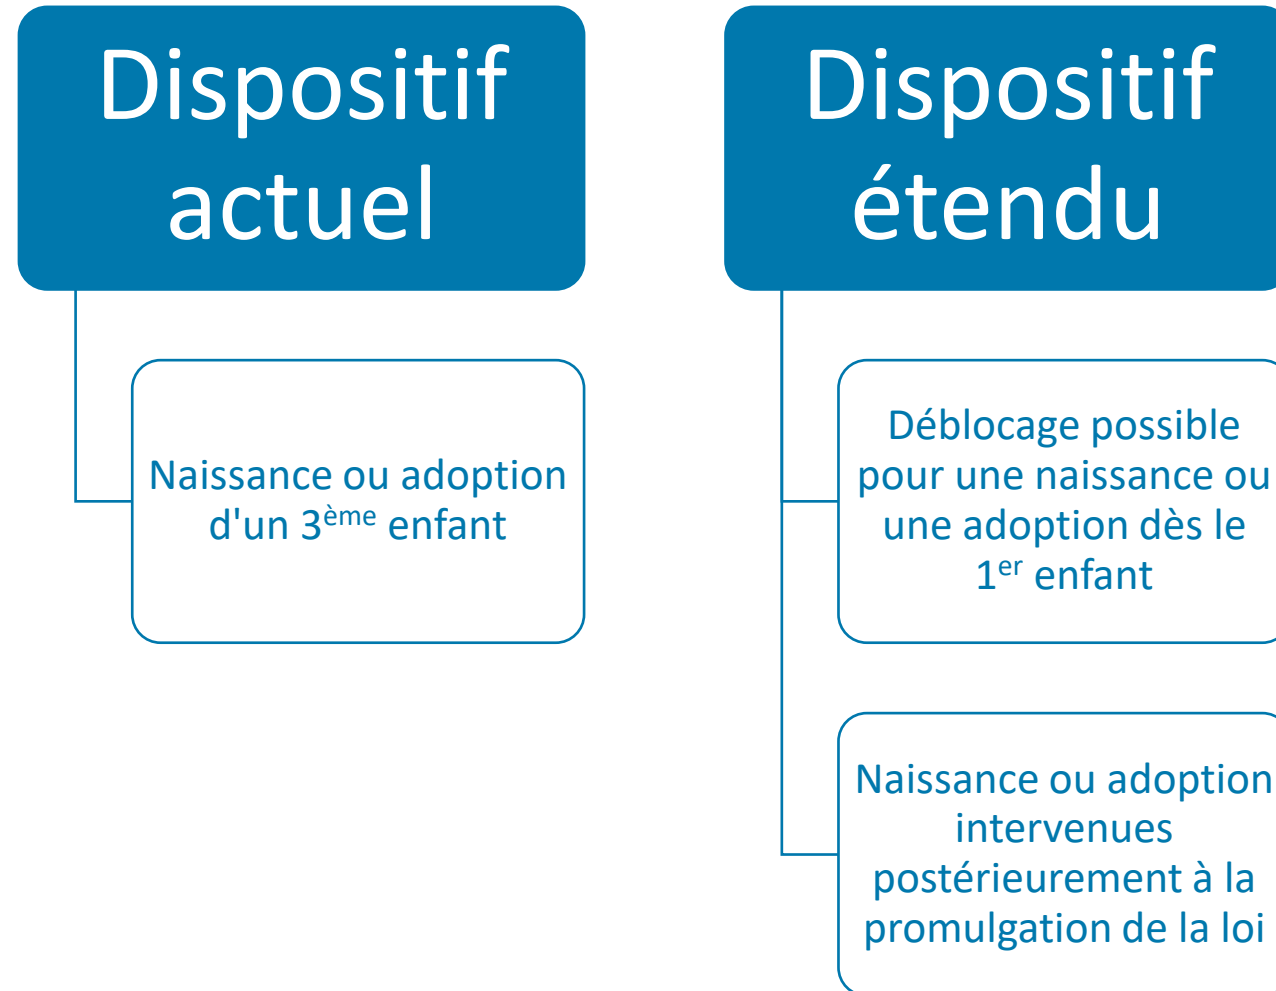 Dispositif
actuel
Naissance ou adoption
d'un 3ème enfant
Dispositif
étendu
Déblocage possible
pour une naissance ou
une adoption dès le
1er enfant
Naissance ou adoption
intervenues
postérieurement à la
promulgation de la loi